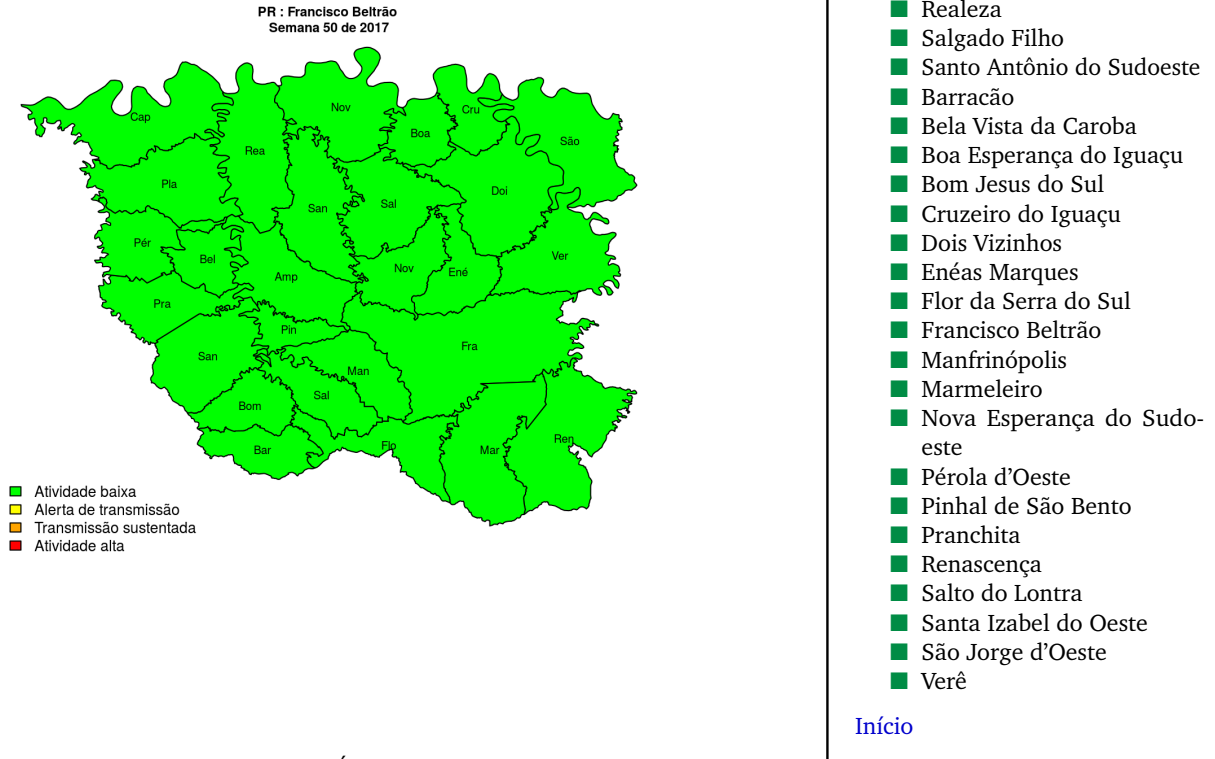 PR : Francisco Beltrão
Semana 50 de 2017
Cap
Nov
Boa
Cru
São
Rea
Pla
San
Sal
Doi
Pér
Bel
Amp
Nov
Ené
Ver
Pra
Pin
Fra
San
Man
Sal
Bom
Bar
Flo
Mar
Ren
Atividade baixa
Alerta de transmissão
Transmissão sustentada
Atividade alta
Realeza
Salgado Filho
Santo Antônio do Sudoeste
Barracão
Bela Vista da Caroba
Boa Esperança do Iguaçu
Bom Jesus do Sul
Cruzeiro do Iguaçu
Dois Vizinhos
Enéas Marques
Flor da Serra do Sul
Francisco Beltrão
Manfrinópolis
Marmeleiro
Nova Esperança do Sudo-
este
Pérola d’Oeste
Pinhal de São Bento
Pranchita
Renascença
Salto do Lontra
Santa Izabel do Oeste
São Jorge d’Oeste
Verê
Início